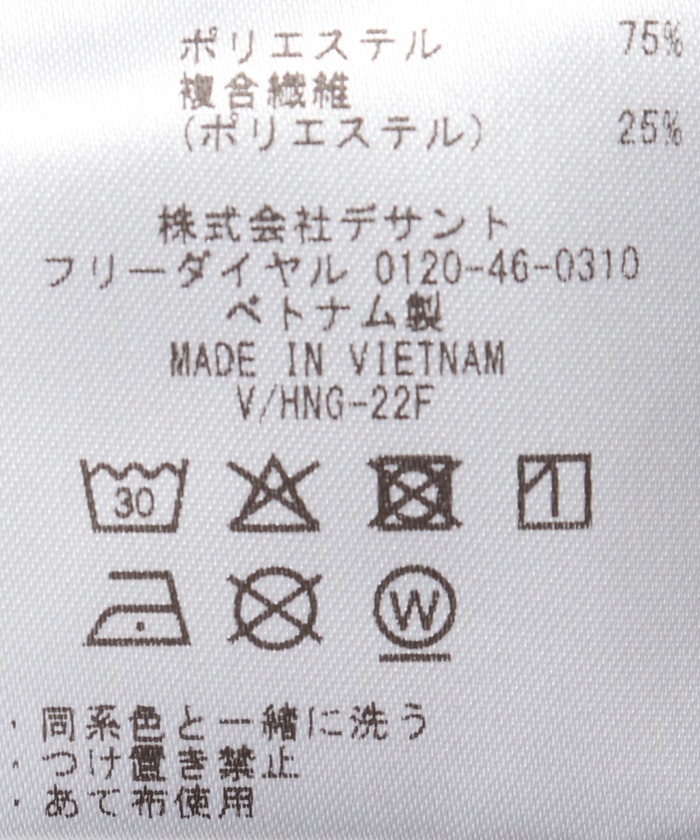 ポリエステル 75%
複合繊維
(ポリエステル) 25%
株式会社デサント
フリーダイヤル 0120-46-0310
ベトナム製
MADE IN VIETNAM
V/HNG-22F
30
W
・同系色と一緒に洗う
・つけ置き禁止
・あて布使用